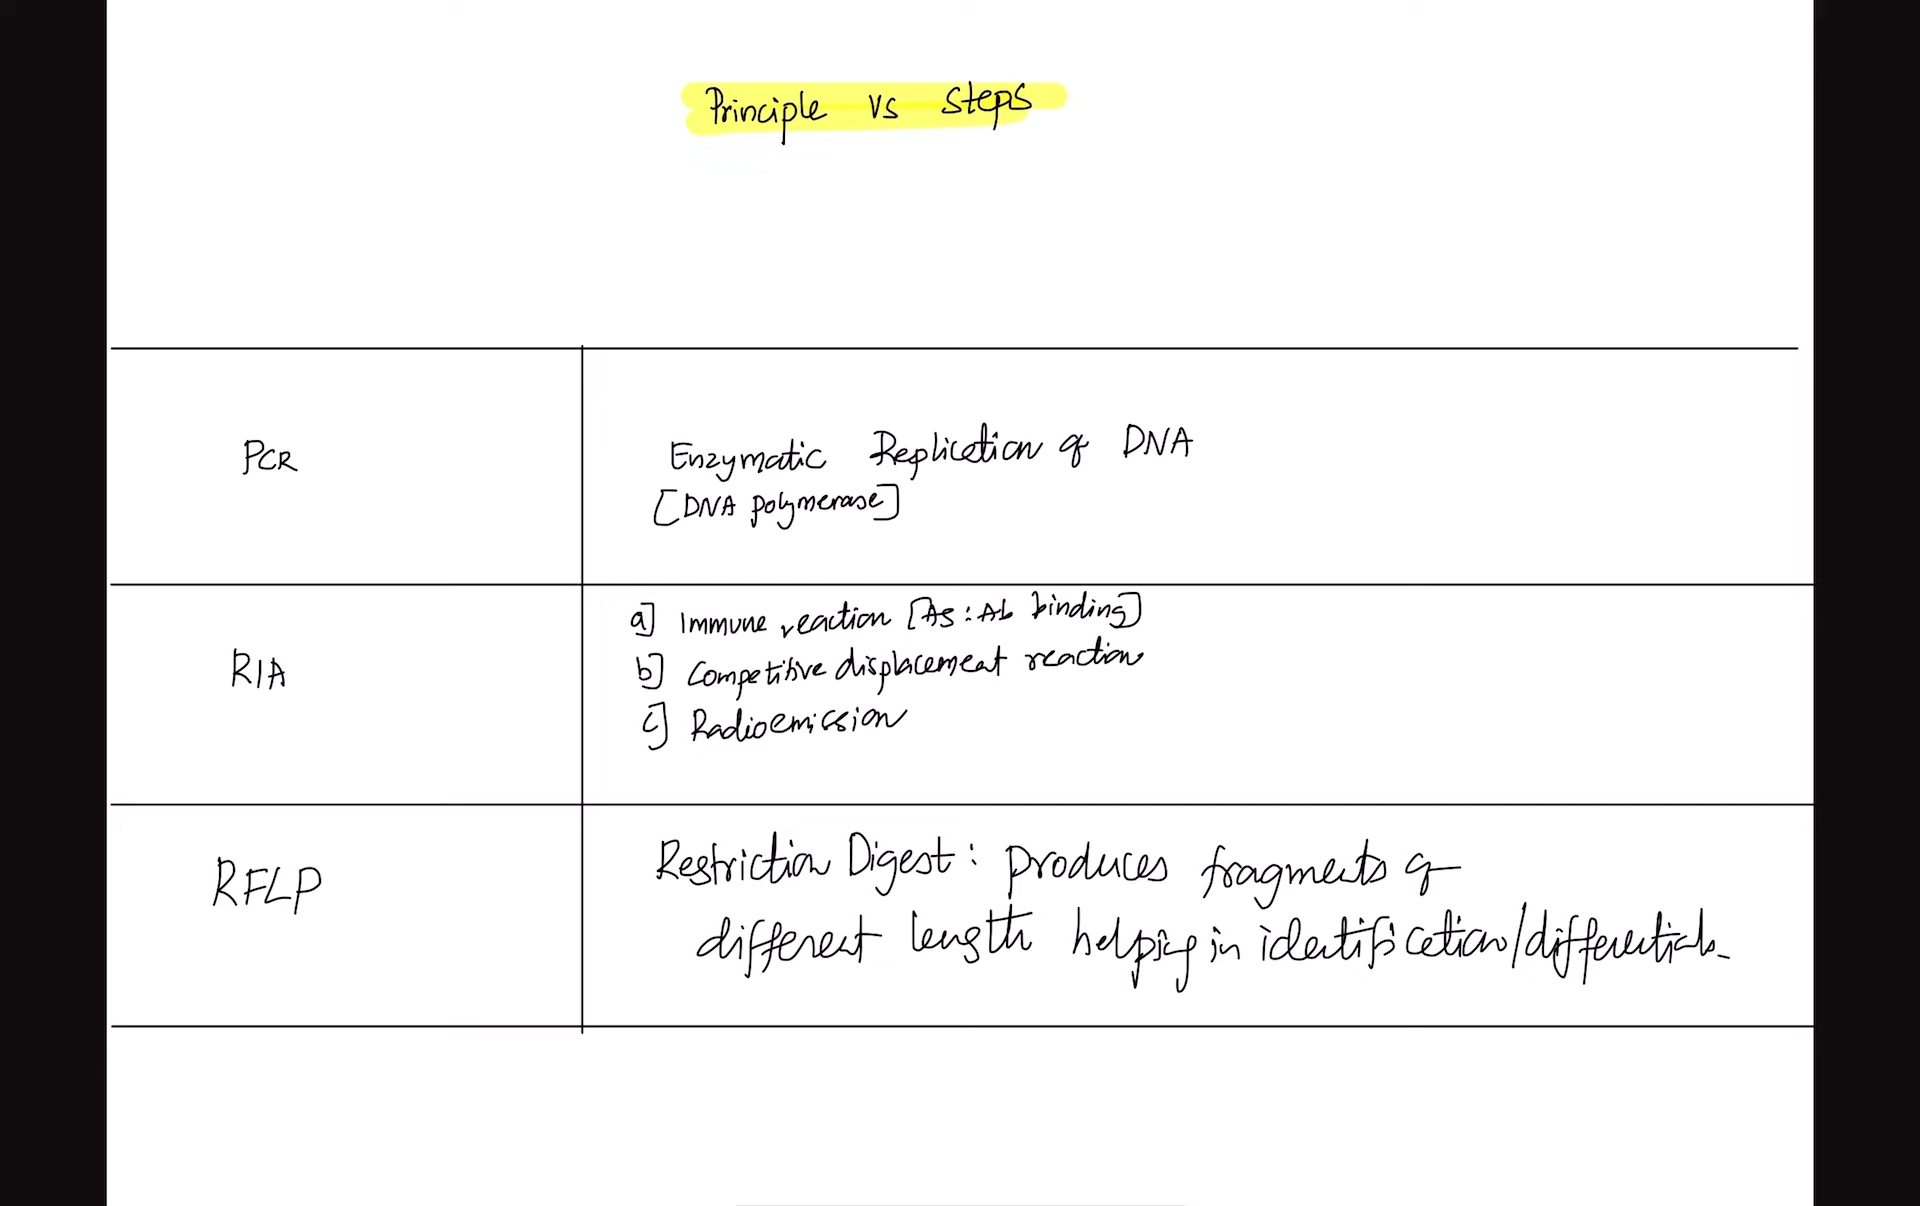 Principle vs steps
PCR
Enzymatic Replication of DNA
[DNA polymerase]
RIA
a] Immune reaction [Ag:Ab binding]
b] Competitive displacement reaction
c] Radioemission
RFLP
Restriction Digest: produces fragments of
different length helping in identification/